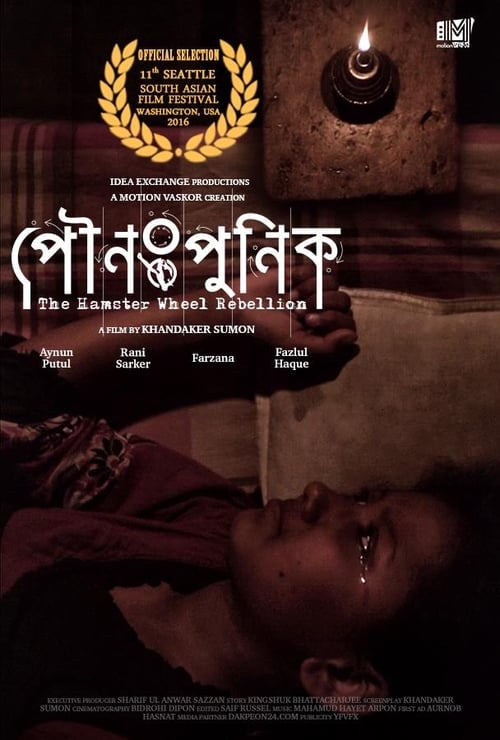 OFFICIAL SELECTION
11th SEATTLE
SOUTH ASIAN
FILM FESTIVAL
WASHINGTON, USA
2016
IDEA EXCHANGE PRODUCTIONS
A MOTION VASKOR CREATION
পৌনঃপুনিক
The Hamster Wheel Rebellion
A FILM BY KHANDAKER SUMON
Aynun Putul
Rani Sarker
Farzana
Fazlul Haque
EXECUTIVE PRODUCER SHARIF UL ANWAR SAZZAN STORY KINGSHUK BHATTACHARJEE SCREENPLAY KHANDAKER
SUMON CINEMATOGRAPHY BIDROHI DIPON EDITED SAIF RUSSEL MUSIC MAHAMUD HAYET ARPON FIRST AD AURNOB
HASNAT MEDIA PARTNER DAKPEON24.COM PUBLICITY YFVFX